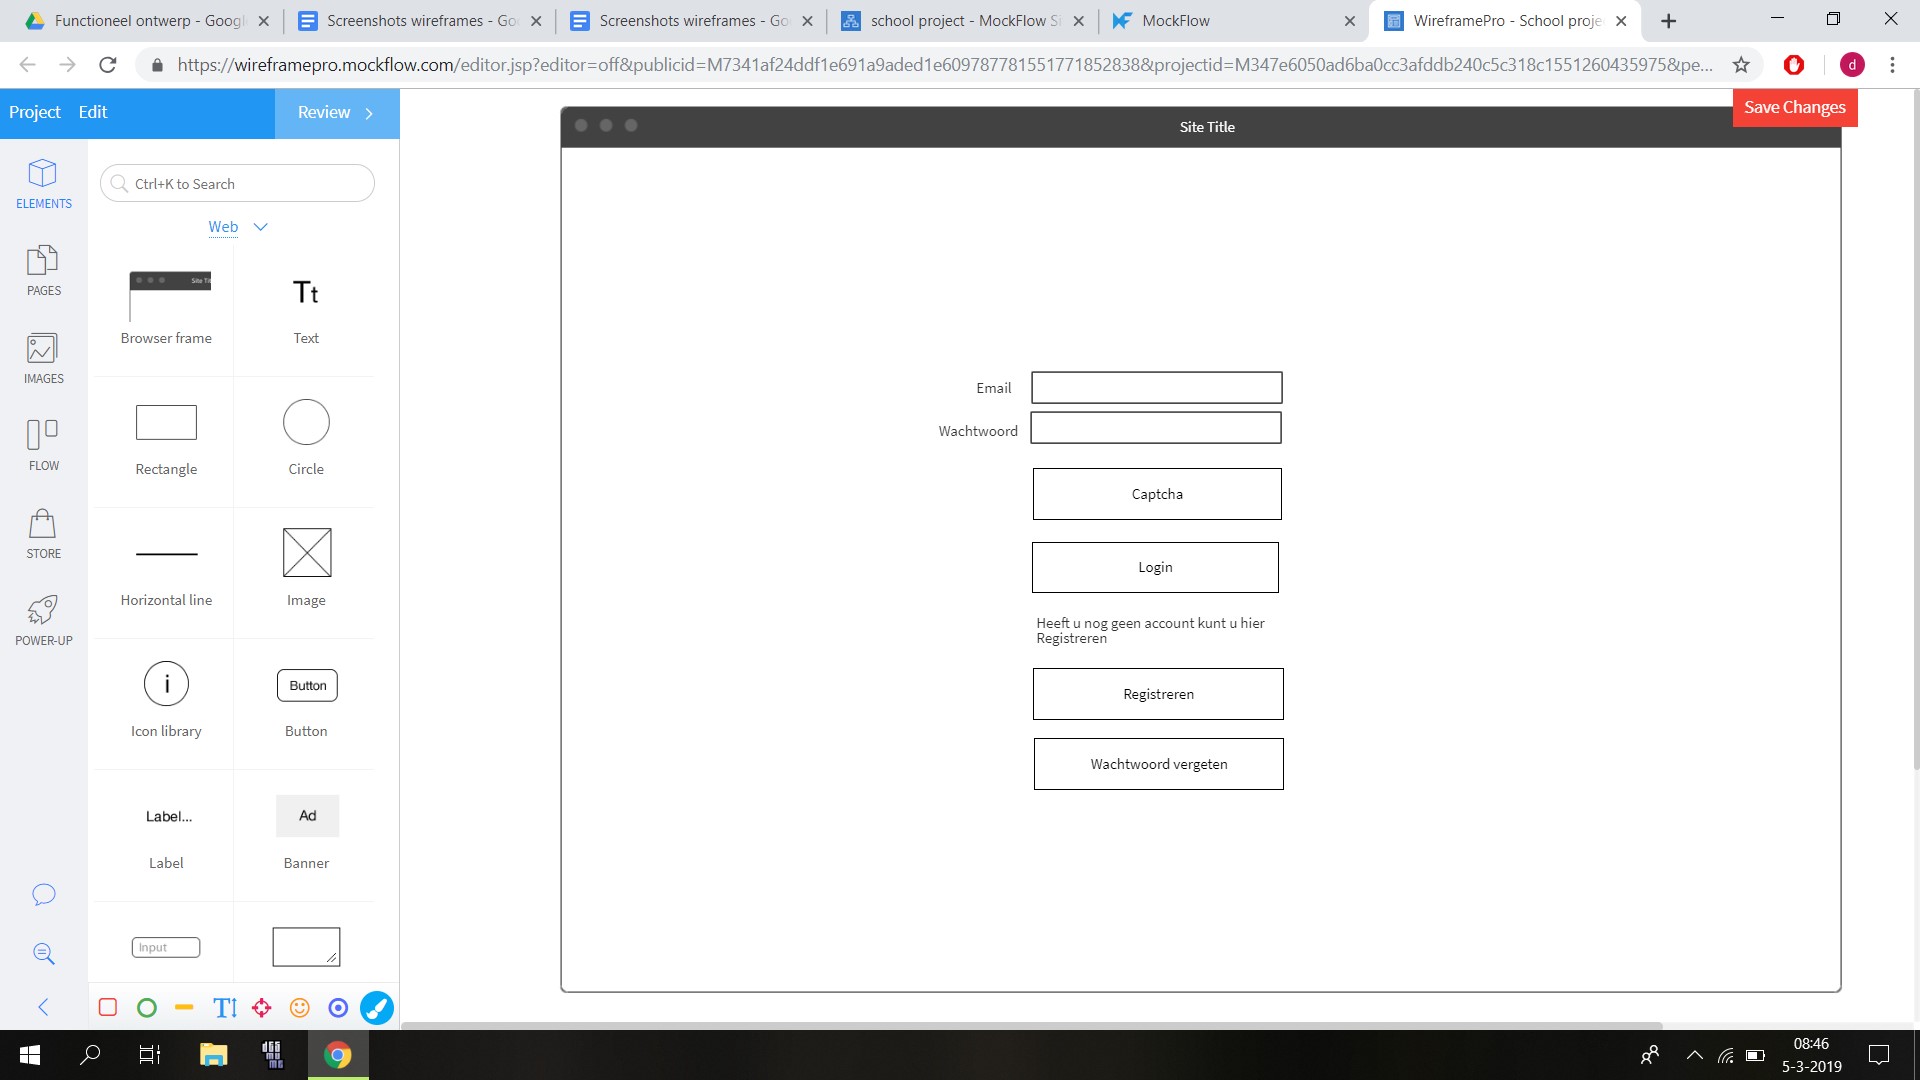 Functioneel ontwerp - Googl
Screenshots wireframes - Go
Screenshots wireframes - Go
school project - MockFlow Si
MockFlow
WireframePro - School proje
https://wireframepro.mockflow.com/editor.jsp?editor=off&publicid=M7341af24ddf1e691a9aded1e609787781551771852838&projectid=M347e6050ad6ba0cc3afddb240c5c318c1551260435975&pe...
d
Project Edit Review
Save Changes
Site Title
Ctrl+K to Search
Web
ELEMENTS
PAGES
IMAGES
FLOW
STORE
POWER-UP
Site Tit
Tt
Browser frame
Text
Rectangle
Circle
Horizontal line
Image
i
Button
Icon library
Button
Label...
Ad
Label
Banner
Input
Email
Wachtwoord
Captcha
Login
Heeft u nog geen account kunt u hier
Registreren
Registreren
Wachtwoord vergeten
T
08:46
5-3-2019